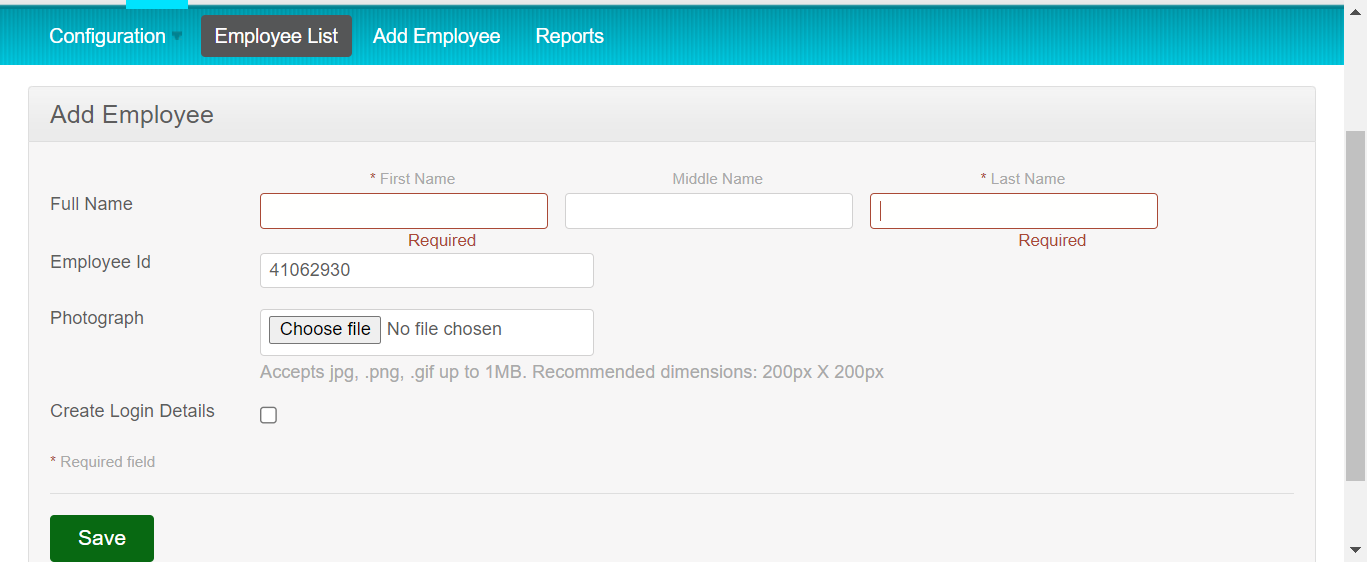 Configuration Employee List Add Employee Reports
Add Employee
* First Name Middle Name * Last Name
Full Name
Required Required
Employee Id 41062930
Photograph Choose file No file chosen
Accepts jpg, .png, .gif up to 1MB. Recommended dimensions: 200px X 200px
Create Login Details
* Required field
Save